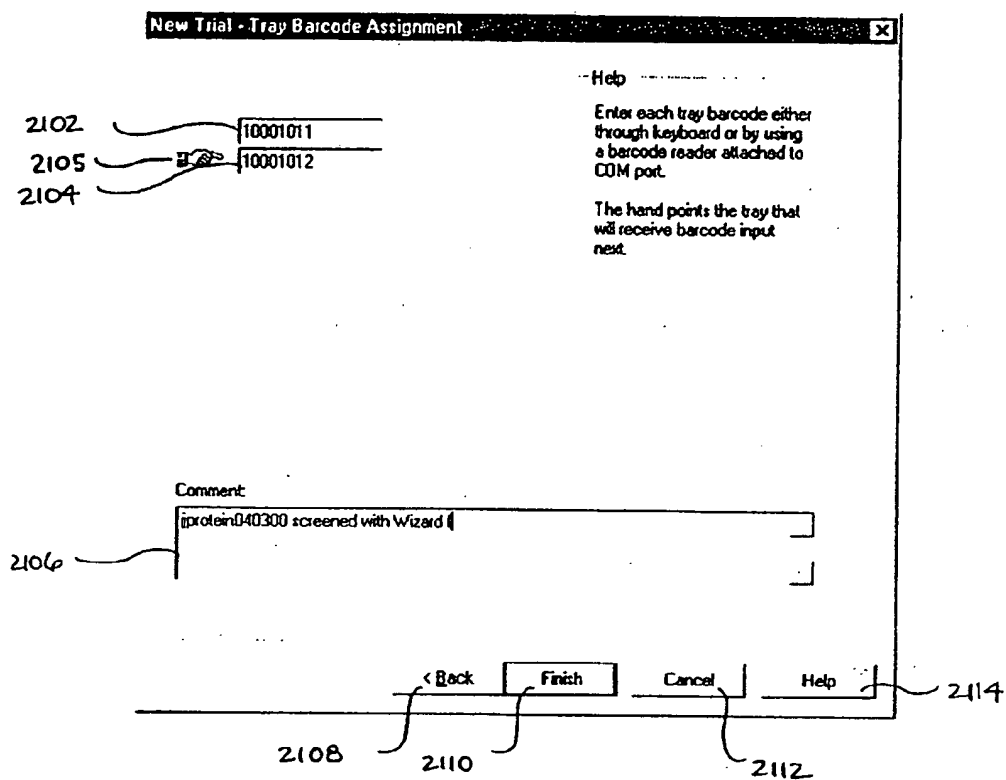 New Trial - Tray Barcode Assignment
Help
Enter each tray barcode either
through keyboard or by using
a barcode reader attached to
COM port.
The hand points the tray that
will receive barcode input
next.
2102
10001011
2105
10001012
2104
Comment:
screened with Wizard
2106
< Back
Finish
Cancel
Help
2114
2108
2110
2112